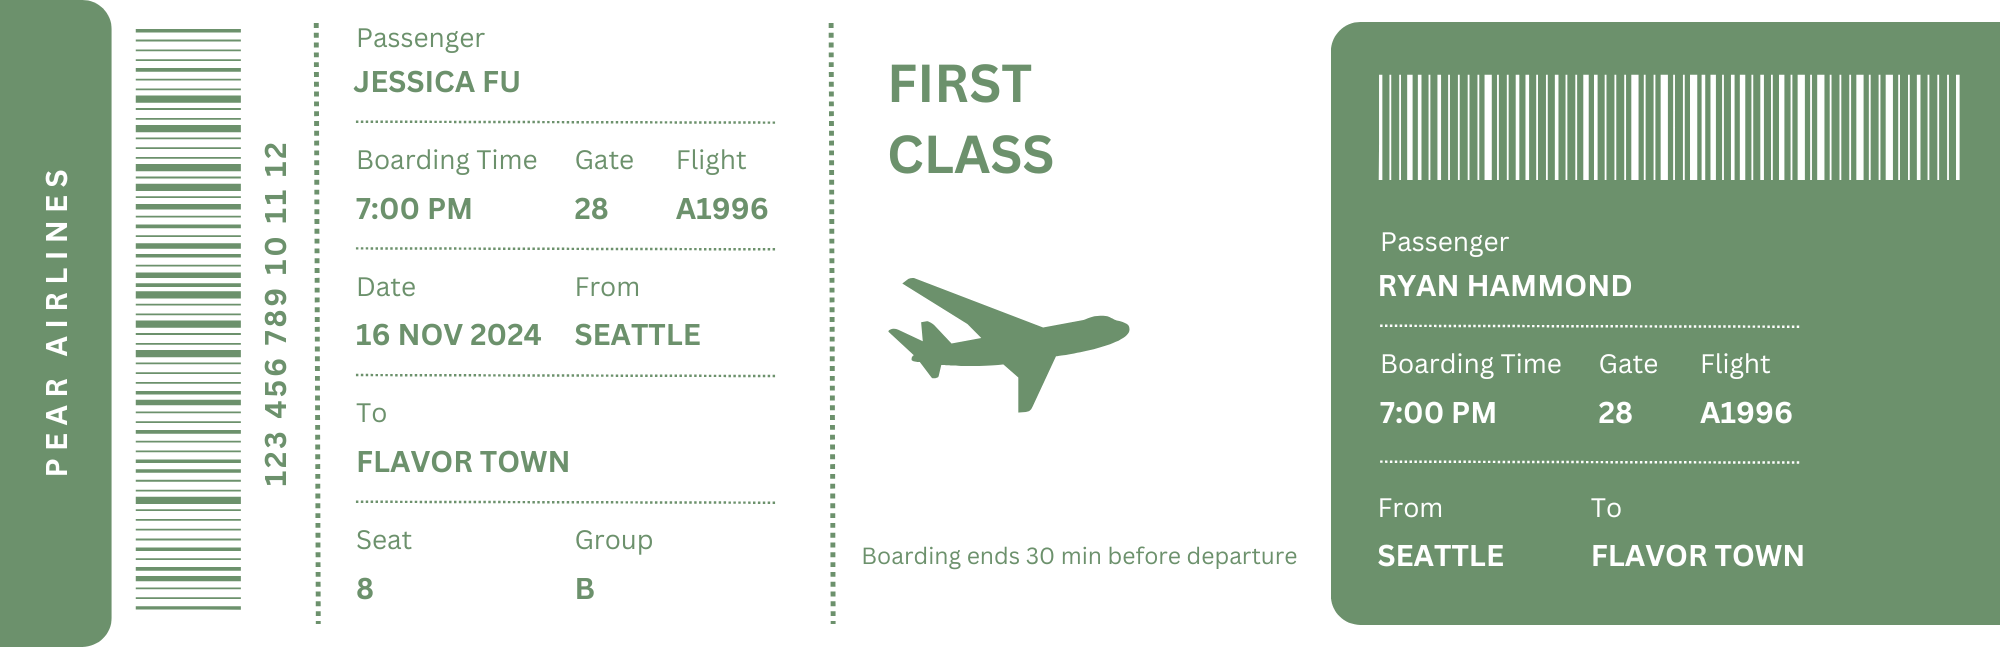 PEAR AIRLINES
123 456 789 10 11 12
Passenger
JESSICA FU
Boarding Time Gate Flight
7:00 PM 28 A1996
Date From
16 NOV 2024 SEATTLE
To
FLAVOR TOWN
Seat Group
8 B
FIRST
CLASS
Boarding ends 30 min before departure
Passenger
RYAN HAMMOND
Boarding Time Gate Flight
7:00 PM 28 A1996
From To
SEATTLE FLAVOR TOWN